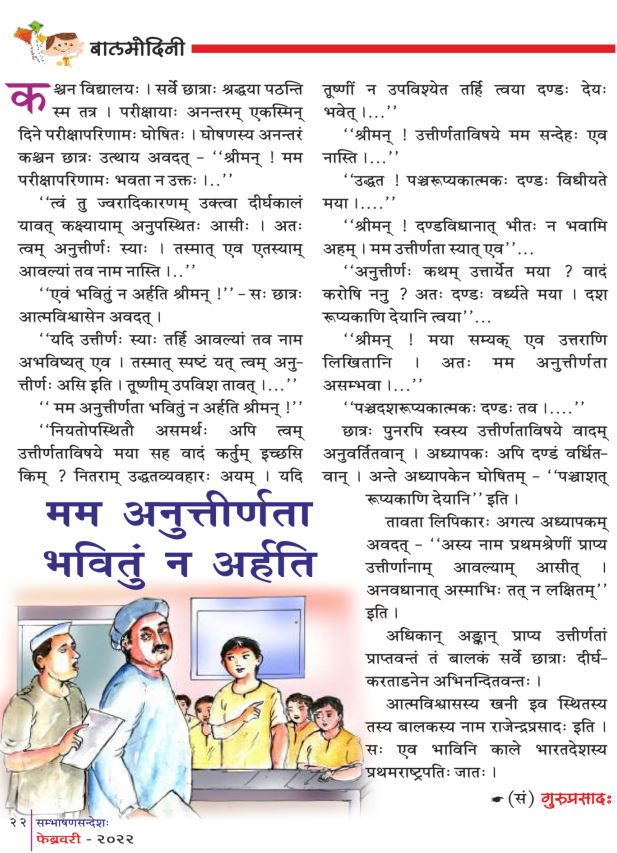 बालमोदिनी
कश्चन विद्यालयः । सर्वे छात्राः श्रद्धया पठन्ति
स्म तत्र । परीक्षायाः अनन्तरम् एकस्मिन्
दिने परीक्षापरिणामः घोषितः । घोषणस्य अनन्तरं
कश्चन छात्रः उत्थाय अवदत् - ‘‘श्रीमन् ! मम
परीक्षापरिणामः भवता न उक्तः ।..’’
‘‘त्वं तु ज्वरादिकारणम् उक्त्वा दीर्घकालं
यावत् कक्ष्यायाम् अनुपस्थितः आसीः । अतः
त्वम् अनुत्तीर्णः स्याः । तस्मात् एव एतस्याम्
आवल्यां तव नाम नास्ति ।..’’
‘‘एवं भवितुं न अर्हति श्रीमन् !’’ - सः छात्रः
आत्मविश्वासेन अवदत् ।
‘‘यदि उत्तीर्णः स्याः तर्हि आवल्यां तव नाम
अभविष्यत् एव । तस्मात् स्पष्टं यत् त्वम् अनु-
त्तीर्णः असि इति । तूष्णीम् उपविश तावत् ।...’’
‘‘ मम अनुत्तीर्णता भवितुं न अर्हति श्रीमन् !’’
‘‘नियतोपस्थितौ असमर्थः अपि त्वम्
उत्तीर्णताविषये मया सह वादं कर्तुम् इच्छसि
किम् ? नितराम् उद्धतव्यवहारः अयम् । यदि
तूष्णीं न उपविश्येत तर्हि त्वया दण्डः देयः
भवेत् ।...’’
‘‘श्रीमन् ! उत्तीर्णताविषये मम सन्देहः एव
नास्ति ।...’’
‘‘उद्धत ! पञ्चरूप्यकात्मकः दण्डः विधीयते
मया ।....’’
‘‘श्रीमन् ! दण्डविधानात् भीतः न भवामि
अहम् । मम उत्तीर्णता स्यात् एव’’...
‘‘अनुत्तीर्णः कथम् उत्तार्येत मया ? वादं
करोषि ननु ? अतः दण्डः वर्ध्यते मया । दश
रूप्यकाणि देयानि त्वया’’...
‘‘श्रीमन् ! मया सम्यक् एव उत्तराणि
लिखितानि । अतः मम अनुत्तीर्णता
असम्भवा ।...’’
‘‘पञ्चदशरूप्यकात्मकः दण्डः तव ।....’’
छात्रः पुनरपि स्वस्य उत्तीर्णताविषये वादम्
अनुवर्तितवान् । अध्यापकः अपि दण्डं वर्धित-
वान् । अन्ते अध्यापकेन घोषितम् - ‘‘पञ्चाशत्
रूप्यकाणि देयानि’’ इति ।
तावता लिपिकारः अगत्य अध्यापकम्
अवदत् - ‘‘अस्य नाम प्रथमश्रेणीं प्राप्य
उत्तीर्णानाम् आवल्याम् आसीत् ।
अनवधानात् अस्माभिः तत् न लक्षितम्’’
इति ।
अधिकान् अङ्कान् प्राप्य उत्तीर्णतां
प्राप्तवन्तं तं बालकं सर्वे छात्राः दीर्घ-
करताडनेन अभिनन्दितवन्तः ।
आत्मविश्वासस्य खनी इव स्थितस्य
तस्य बालकस्य नाम राजेन्द्रप्रसादः इति ।
सः एव भाविनि काले भारतदेशस्य
प्रथमराष्ट्रपतिः जातः ।
☛ (सं) गुरुप्रसादः
मम अनुत्तीर्णता
भवितुं न अर्हति
२२ सम्भाषणसन्देशः
फेब्रवरी - २०२२